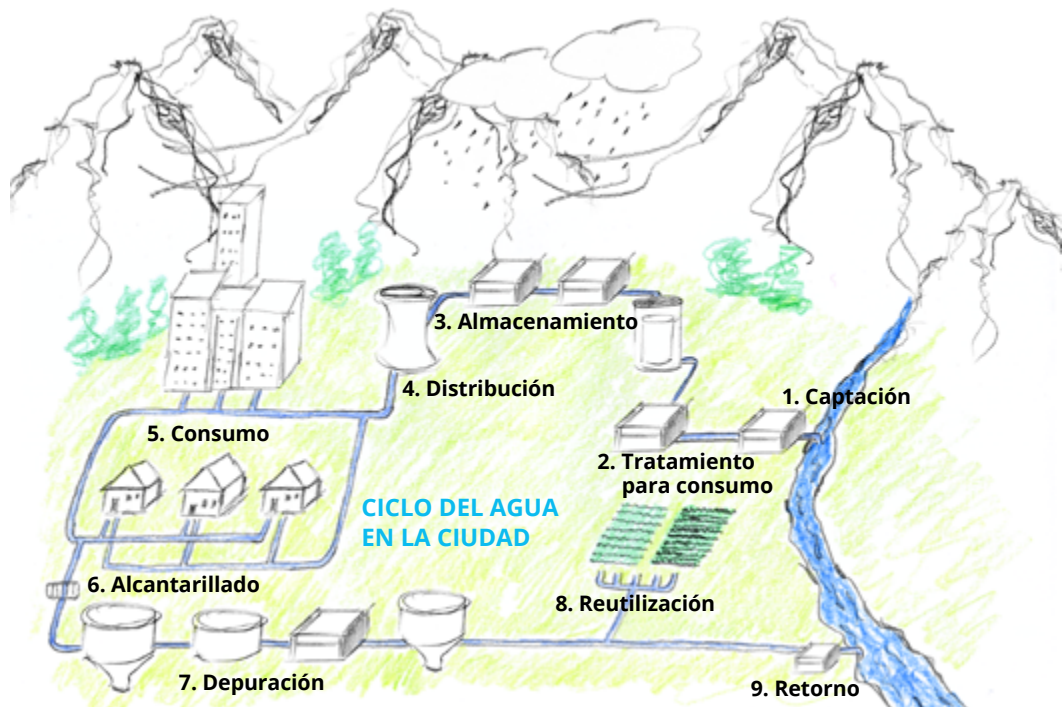 1. Captación
2. Tratamiento
para consumo
3. Almacenamiento
4. Distribución
5. Consumo
CICLO DEL AGUA
EN LA CIUDAD
6. Alcantarillado
7. Depuración
8. Reutilización
9. Retorno